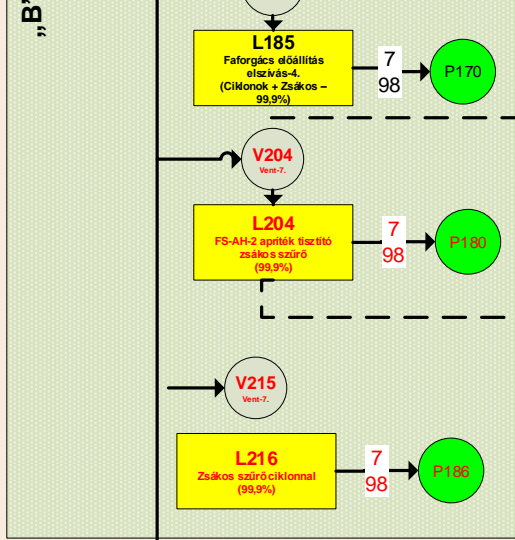 „B”
L185
Faforgács előállítás
elszívás-4.
(Ciklonok + Zsákos –
99,9%)
7
98
P170
V204
Vent-7.
L204
FS-AH-2 apríték tisztító
zsákos szűrő
(99,9%)
7
98
P180
V215
Vent-7.
L216
Zsákos szűrő ciklonnal
(99,9%)
7
98
P186